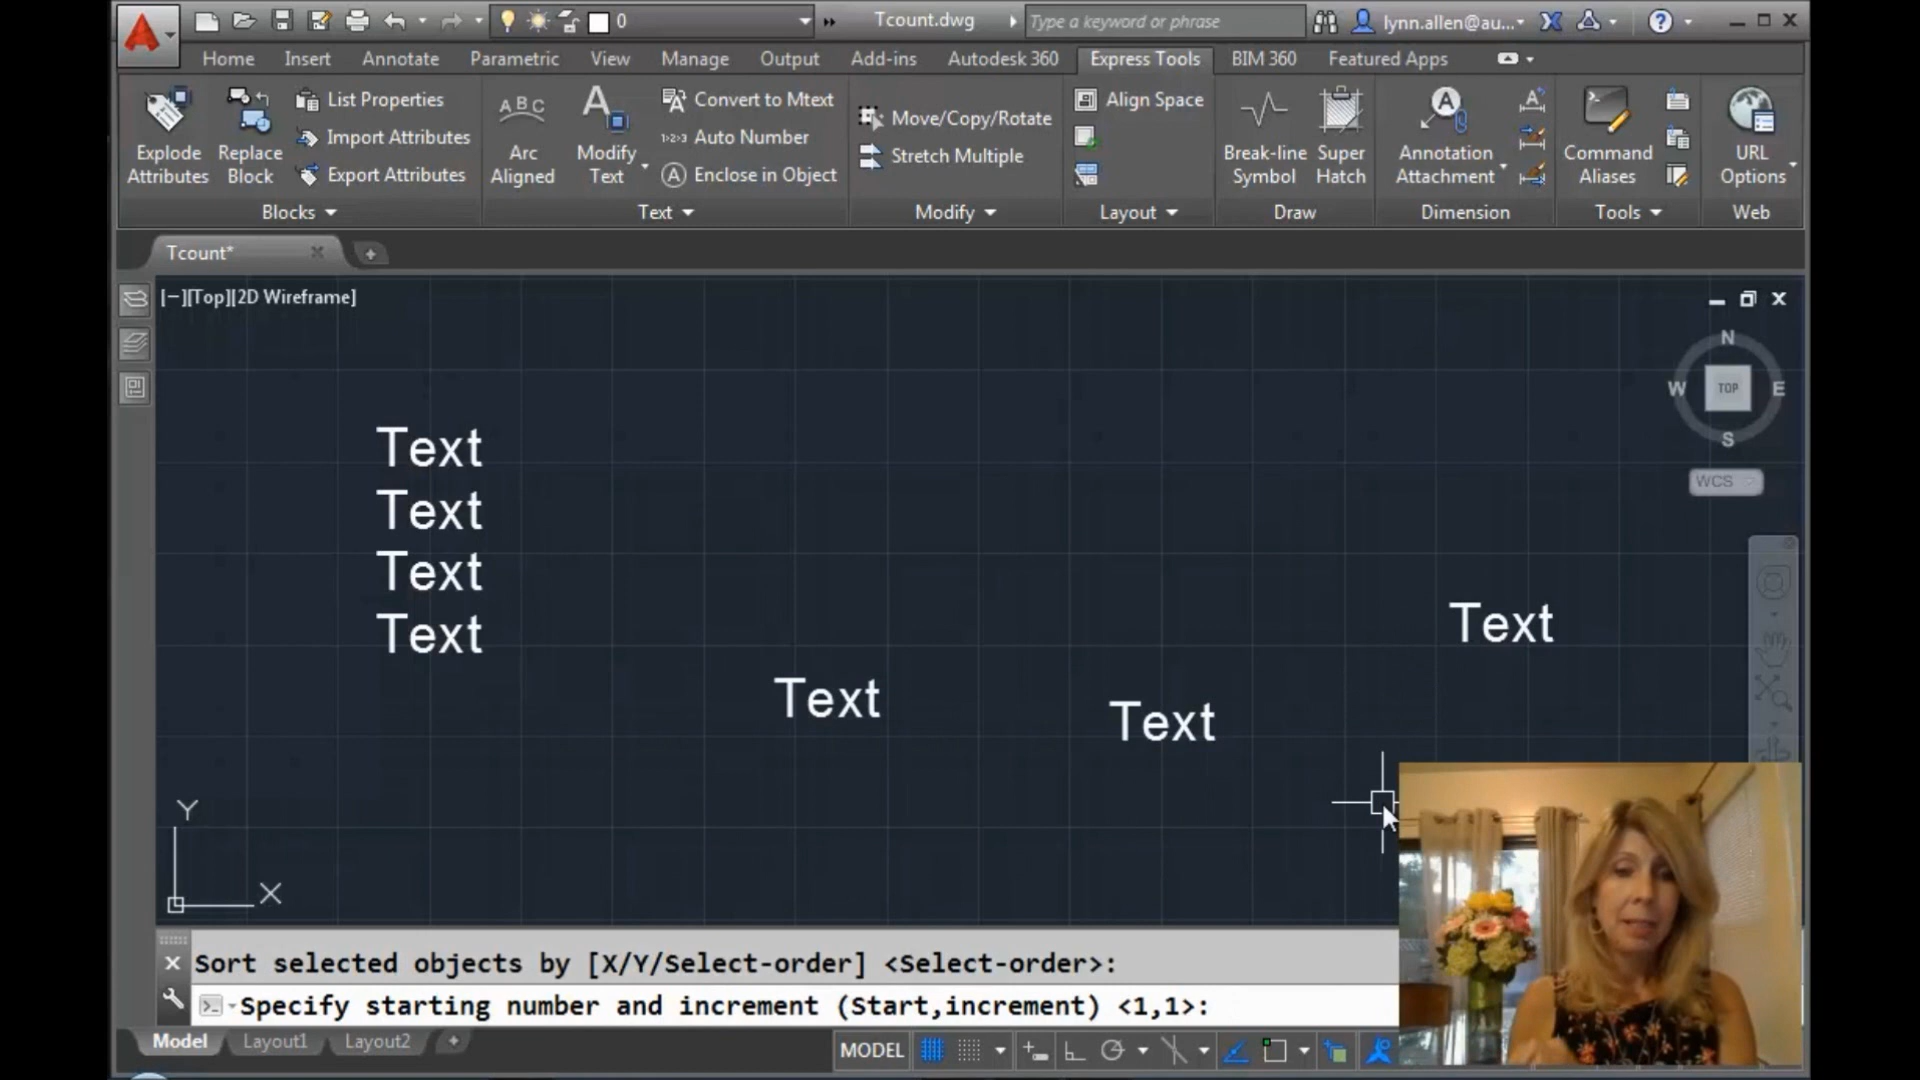 0
Tcount.dwg
Type a keyword or phrase
lynn.allen@au...
Home
Insert
Annotate
Parametric
View
Manage
Output
Add-ins
Autodesk 360
Express Tools
BIM 360
Featured Apps
Explode
Attributes
Replace
Block
List Properties
Import Attributes
Export Attributes
Blocks
ABC
Arc
Aligned
Modify
Text
Convert to Mtext
1-2-3 Auto Number
Enclose in Object
Text
Move/Copy/Rotate
Stretch Multiple
Modify
Align Space
Layout
Break-line
Symbol
Super
Hatch
Draw
Annotation
Attachment
Dimension
Command
Aliases
Tools
URL
Options
Web
Tcount*
[−][Top][2D Wireframe]
N
W
TOP
E
S
WCS
Text
Text
Text
Text
Text
Text
Text
Y
X
Sort selected objects by [X/Y/Select-order] <Select-order>:
Specify starting number and increment (Start,increment) <1,1>:
Model
Layout1
Layout2
MODEL